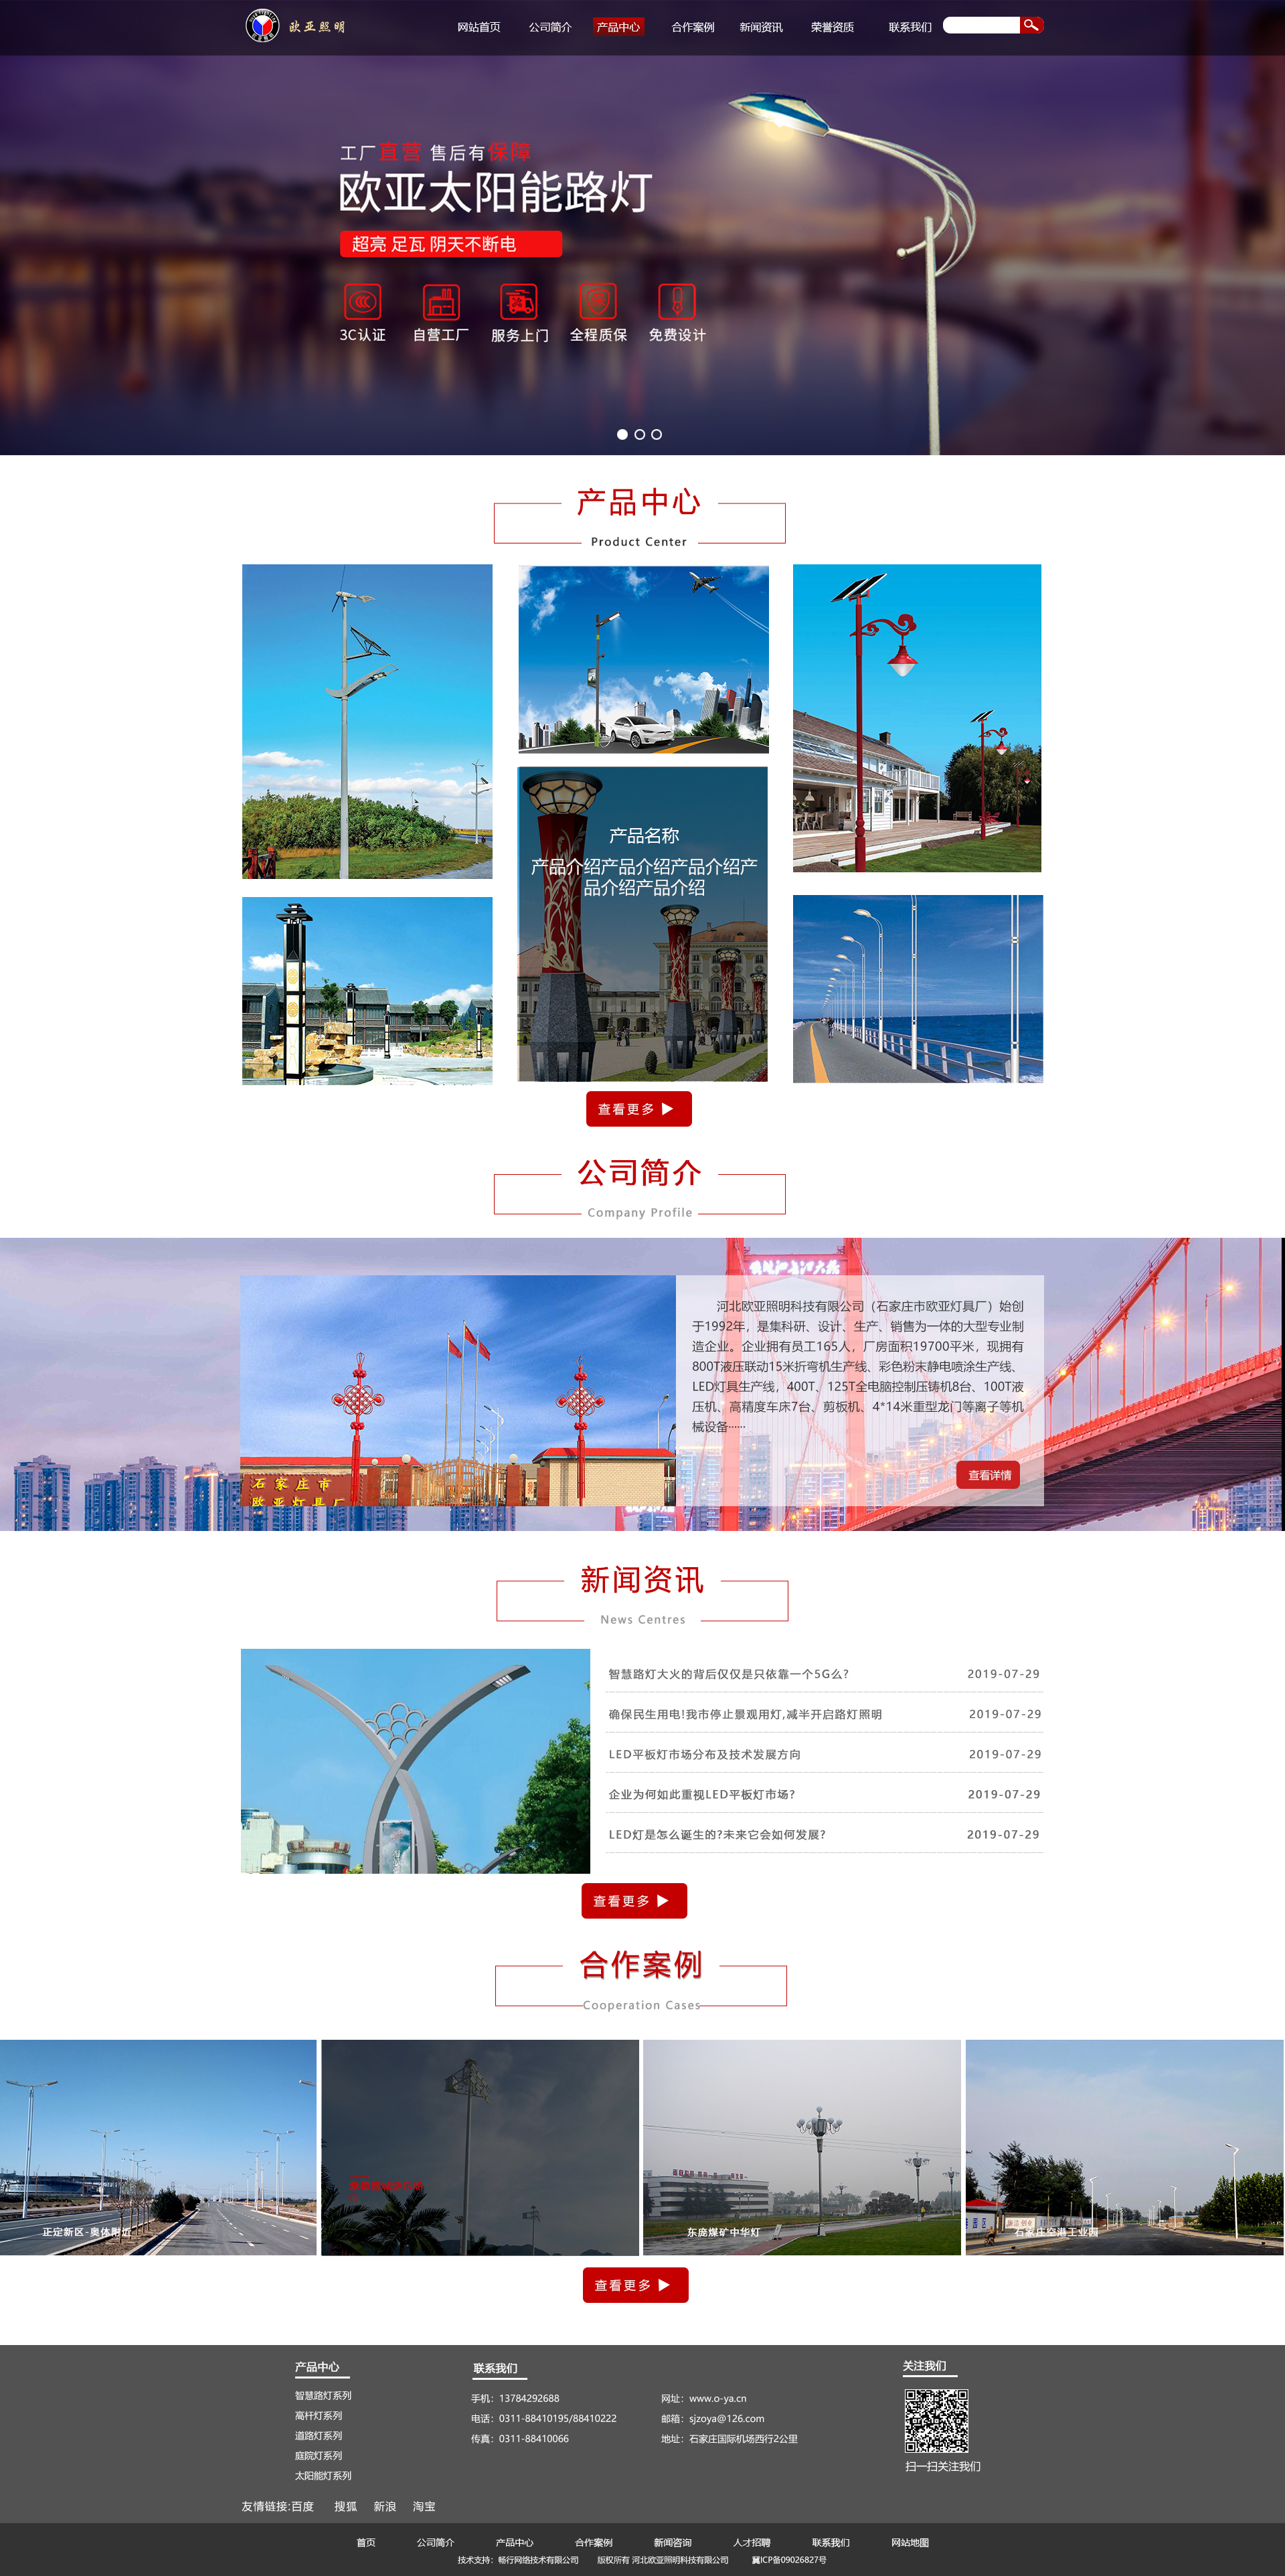 欧亚照明
网站首页 公司简介 产品中心 合作案例 新闻资讯 荣誉资质 联系我们
工厂直营 售后有保障
欧亚太阳能路灯
超亮 足瓦 阴天不断电
3C认证 自营工厂 服务上门 全程质保 免费设计
产品中心
Product Center
产品名称
产品介绍产品介绍产品介绍产
品介绍产品介绍
查看更多
公司简介
Company Profile
石家庄市
欧亚灯具厂
河北欧亚照明科技有限公司（石家庄市欧亚灯具厂）始创
于1992年，是集科研、设计、生产、销售为一体的大型专业制
造企业。企业拥有员工165人，厂房面积19700平米，现拥有
800T液压联动15米折弯机生产线、彩色粉末静电喷涂生产线、
LED灯具生产线，400T、125T全电脑控制压铸机8台、100T液
压机、高精度车床7台、剪板机、4*14米重型龙门等离子等机
械设备······
查看详情
新闻资讯
News Centres
智慧路灯大火的背后仅仅是只依靠一个5G么? 2019-07-29
确保民生用电!我市停止景观用灯,减半开启路灯照明 2019-07-29
LED平板灯市场分布及技术发展方向 2019-07-29
企业为何如此重视LED平板灯市场? 2019-07-29
LED灯是怎么诞生的?未来它会如何发展? 2019-07-29
查看更多
合作案例
Cooperation Cases
正定新区-奥体附近
东庞煤矿中华灯
石家庄空港工业园
查看更多
产品中心 联系我们 关注我们
智慧路灯系列
高杆灯系列
道路灯系列
庭院灯系列
太阳能灯系列
手机：13784292688 网址：www.o-ya.cn
电话：0311-88410195/88410222 邮箱：sjzoya@126.com
传真：0311-88410066 地址：石家庄国际机场西行2公里
扫一扫关注我们
友情链接:百度 搜狐 新浪 淘宝
首页 公司简介 产品中心 合作案例 新闻咨询 人才招聘 联系我们 网站地图
技术支持：畅行网络技术有限公司 版权所有 河北欧亚照明科技有限公司 冀ICP备09026827号